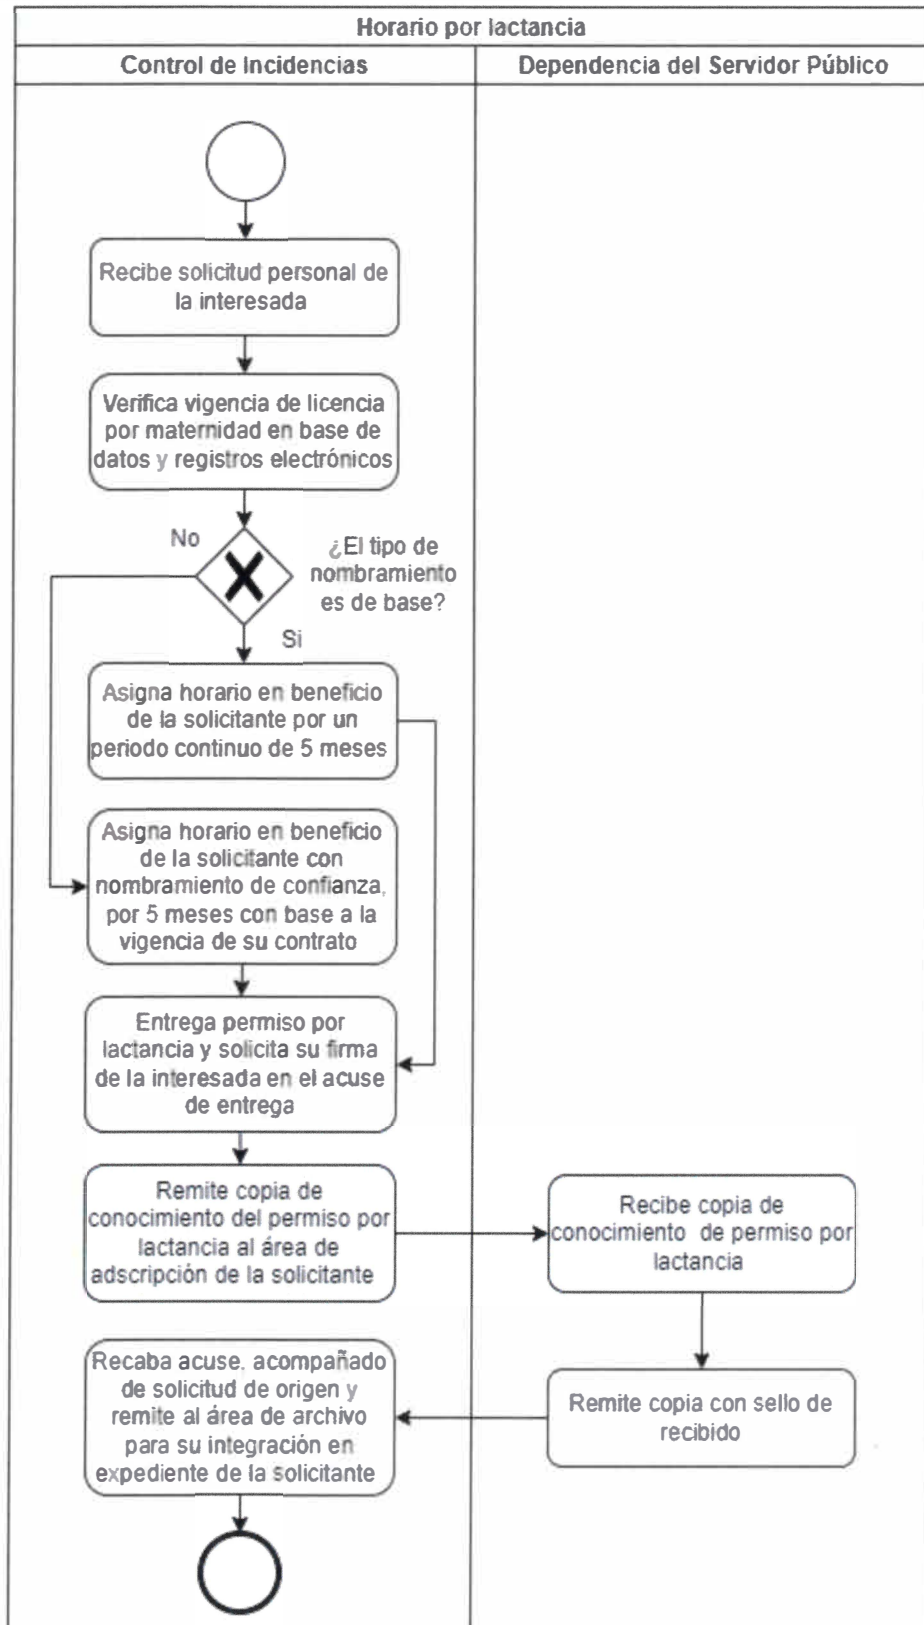 Horario por lactancia
Control de Incidencias
Dependencia del Servidor Público
Recibe solicitud personal de
la interesada
Verifica vigencia de licencia
por maternidad en base de
datos y registros electrónicos
No
¿El tipo de
nombramiento
es de base?
Si
Asigna horario en beneficio
de la solicitante por un
periodo continuo de 5 meses
Asigna horario en beneficio
de la solicitante con
nombramiento de confianza,
por 5 meses con base a la
vigencia de su contrato
Entrega permiso por
lactancia y solicita su firma
de la interesada en el acuse
de entrega
Remite copia de
conocimiento del permiso por
lactancia al área de
adscripción de la solicitante
Recibe copia de
conocimiento de permiso por
lactancia
Remite copia con sello de
recibido
Recaba acuse, acompañado
de solicitud de origen y
remite al área de archivo
para su integración en
expediente de la solicitante